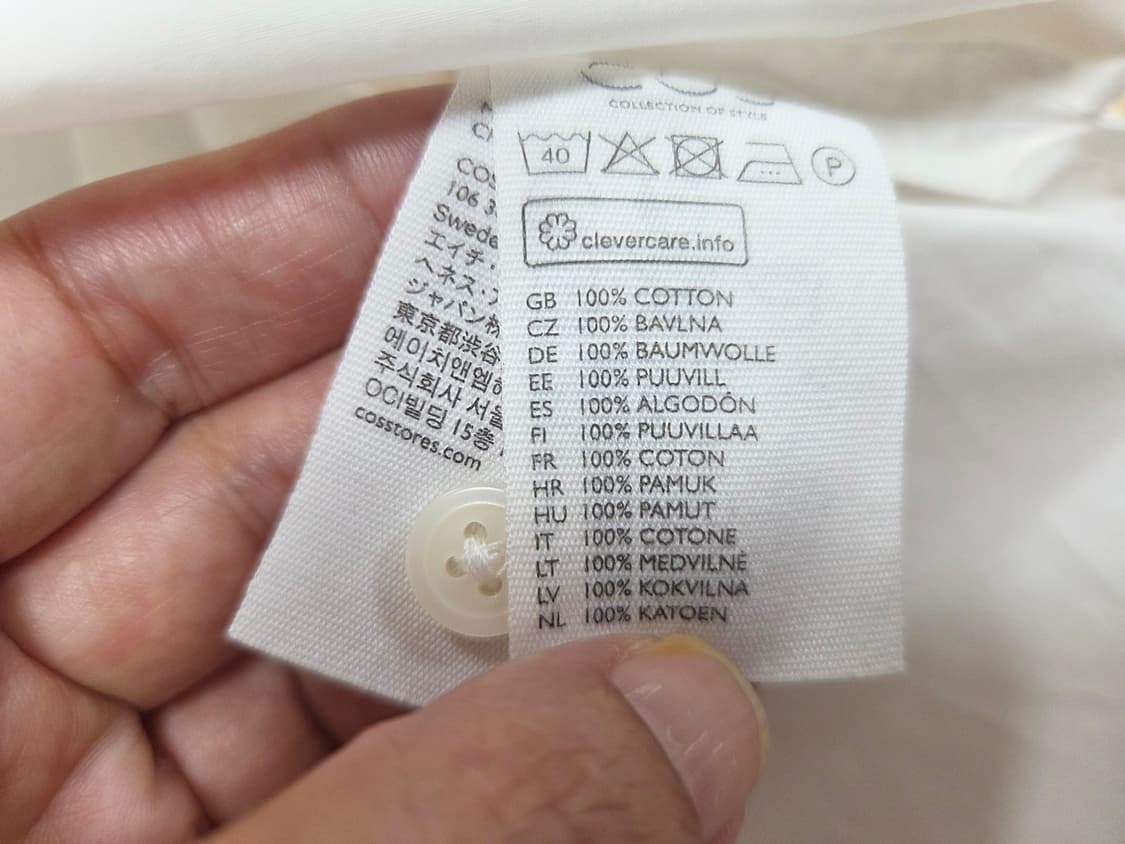 COLLECTION OF STYLE
40
P
clevercare.info
GB 100% COTTON
CZ 100% BAVLNA
DE 100% BAUMWOLLE
EE 100% PUUVILL
ES 100% ALGODÓN
FI 100% PUUVILLAA
FR 100% COTON
HR 100% PAMUK
HU 100% PAMUT
IT 100% COTONE
LT 100% MEDVILNĖ
LV 100% KOKVILNA
NL 100% KATOEN
COS
106
エイチ・
ヘネス・
ジャパン
東京都渋谷
에이치앤엠
주식회사
OCI빌딩 15층
cosstores.com